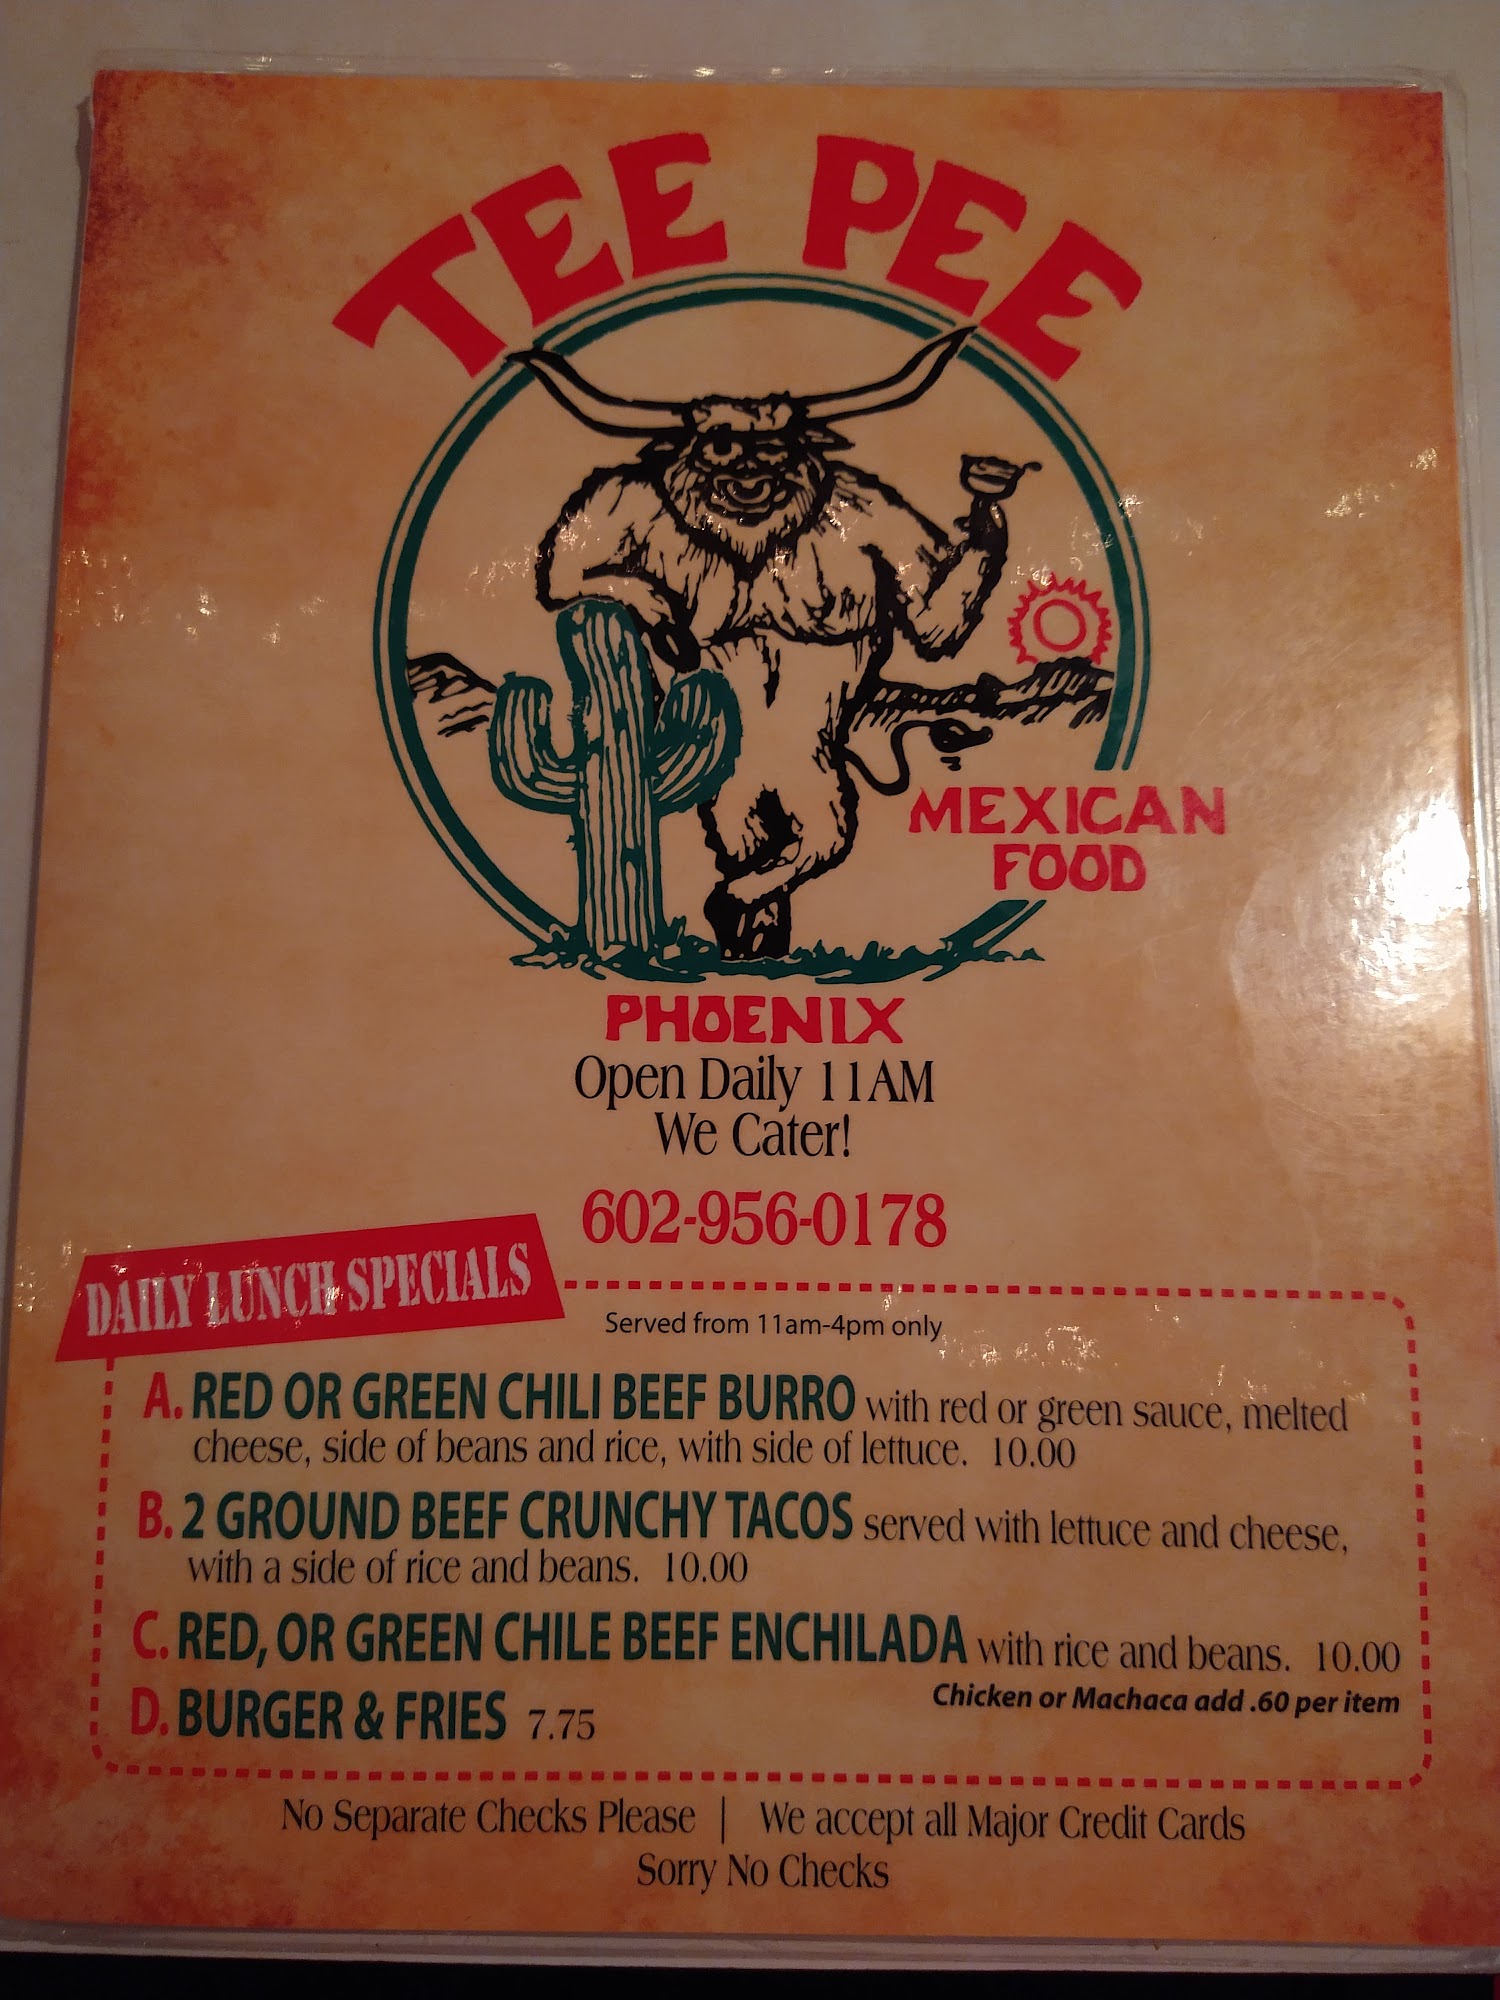 TEE PEE
MEXICAN
FOOD
PHOENIX
Open Daily 11AM
We Cater!
602-956-0178
DAILY LUNCH SPECIALS
Served from 11am-4pm only
A. RED OR GREEN CHILI BEEF BURRO with red or green sauce, melted
cheese, side of beans and rice, with side of lettuce. 10.00
B. 2 GROUND BEEF CRUNCHY TACOS served with lettuce and cheese,
with a side of rice and beans. 10.00
C. RED, OR GREEN CHILE BEEF ENCHILADA with rice and beans. 10.00
Chicken or Machaca add .60 per item
D. BURGER & FRIES 7.75
No Separate Checks Please | We accept all Major Credit Cards
Sorry No Checks